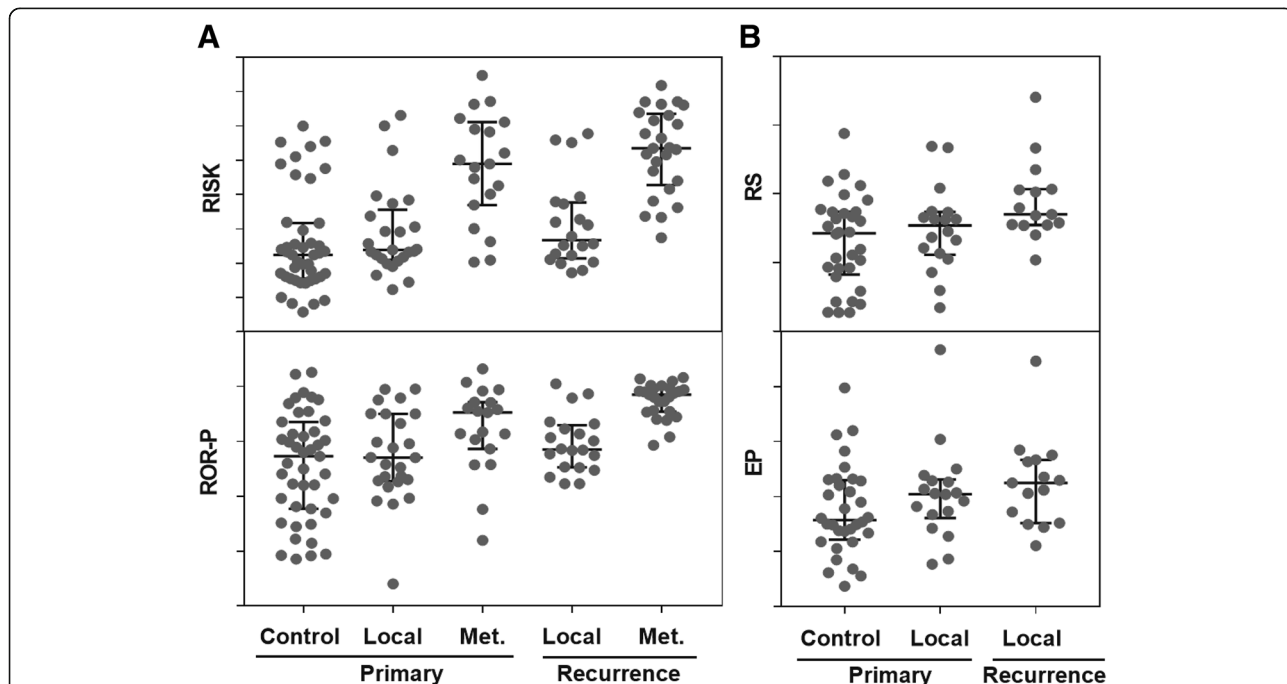 A
B
RISK
RS
ROR-P
EP
Control Local Met. Local Met.
Primary Recurrence
Control Local Local
Primary Recurrence